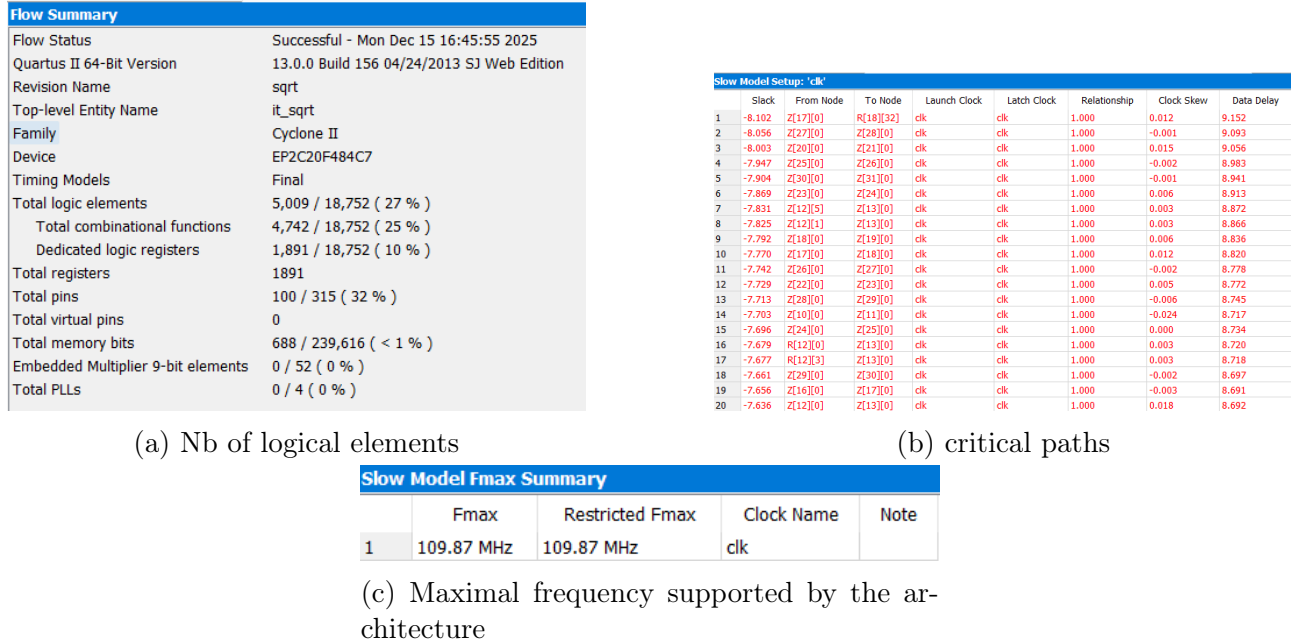 Flow Summary
Flow Status Successful - Mon Dec 15 16:45:55 2025
Quartus II 64-Bit Version 13.0.0 Build 156 04/24/2013 SJ Web Edition
Revision Name sqrt
Top-level Entity Name it_sqrt
Family Cyclone II
Device EP2C20F484C7
Timing Models Final
Total logic elements 5,009 / 18,752 ( 27 % )
Total combinational functions 4,742 / 18,752 ( 25 % )
Dedicated logic registers 1,891 / 18,752 ( 10 % )
Total registers 1891
Total pins 100 / 315 ( 32 % )
Total virtual pins 0
Total memory bits 688 / 239,616 ( < 1 % )
Embedded Multiplier 9-bit elements 0 / 52 ( 0 % )
Total PLLs 0 / 4 ( 0 % )
(a) Nb of logical elements
Slow Model Setup: 'clk'
Slack From Node To Node Launch Clock Latch Clock Relationship Clock Skew Data Delay
1 -8.102 Z[17][0] R[18][32] clk clk 1.000 0.012 9.152
2 -8.056 Z[27][0] Z[28][0] clk clk 1.000 -0.001 9.093
3 -8.003 Z[20][0] Z[21][0] clk clk 1.000 0.015 9.056
4 -7.947 Z[25][0] Z[26][0] clk clk 1.000 -0.002 8.983
5 -7.904 Z[30][0] Z[31][0] clk clk 1.000 -0.001 8.941
6 -7.869 Z[23][0] Z[24][0] clk clk 1.000 0.006 8.913
7 -7.831 Z[12][5] Z[13][0] clk clk 1.000 0.003 8.872
8 -7.825 Z[12][1] Z[13][0] clk clk 1.000 0.003 8.866
9 -7.792 Z[18][0] Z[19][0] clk clk 1.000 0.006 8.836
10 -7.770 Z[17][0] Z[18][0] clk clk 1.000 0.012 8.820
11 -7.742 Z[26][0] Z[27][0] clk clk 1.000 -0.002 8.778
12 -7.729 Z[22][0] Z[23][0] clk clk 1.000 0.005 8.772
13 -7.713 Z[28][0] Z[29][0] clk clk 1.000 -0.006 8.745
14 -7.703 Z[10][0] Z[11][0] clk clk 1.000 -0.024 8.717
15 -7.696 Z[24][0] Z[25][0] clk clk 1.000 0.000 8.734
16 -7.679 R[12][0] Z[13][0] clk clk 1.000 0.003 8.720
17 -7.677 R[12][3] Z[13][0] clk clk 1.000 0.003 8.718
18 -7.661 Z[29][0] Z[30][0] clk clk 1.000 -0.002 8.697
19 -7.656 Z[16][0] Z[17][0] clk clk 1.000 -0.003 8.691
20 -7.636 Z[12][0] Z[13][0] clk clk 1.000 0.018 8.692
(b) critical paths
Slow Model Fmax Summary
Fmax Restricted Fmax Clock Name Note
1 109.87 MHz 109.87 MHz clk
(c) Maximal frequency supported by the ar-
chitecture